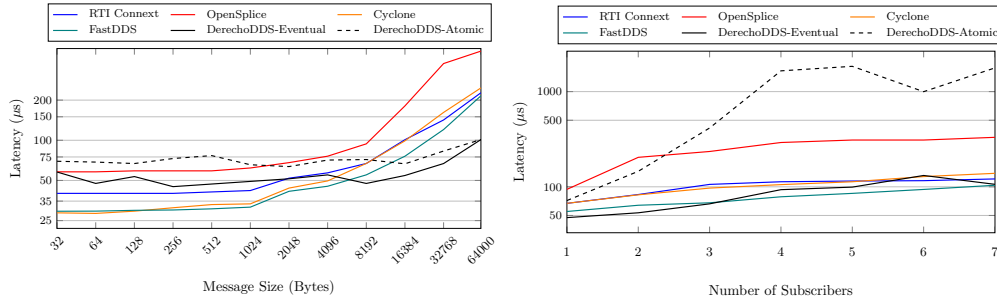 RTI Connext OpenSplice Cyclone
FastDDS DerechoDDS-Eventual DerechoDDS-Atomic
Latency (μs)
200
150
100
75
50
35
25
32 64 128 256 512 1024 2048 4096 8192 16384 32768 64000
Message Size (Bytes)
RTI Connext OpenSplice Cyclone
FastDDS DerechoDDS-Eventual DerechoDDS-Atomic
Latency (μs)
1000
500
100
50
1 2 3 4 5 6 7
Number of Subscribers